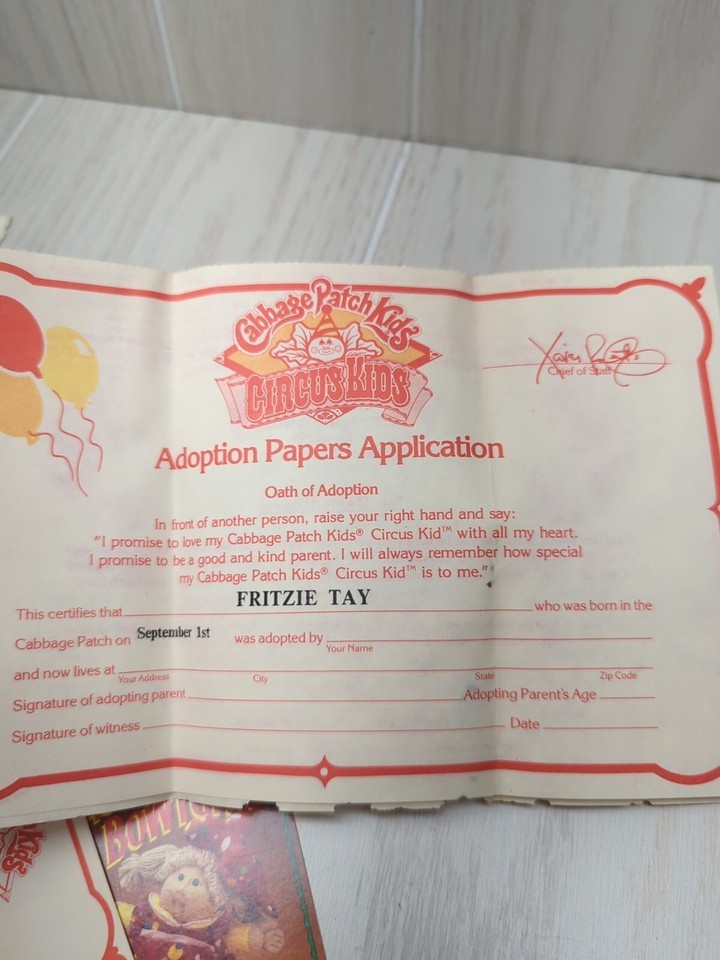 Cabbage Patch Kids
CIRCUS KIDS
Chief of Staff
Adoption Papers Application
Oath of Adoption
In front of another person, raise your right hand and say:
"I promise to love my Cabbage Patch Kids® Circus Kid™ with all my heart.
I promise to be a good and kind parent. I will always remember how special
my Cabbage Patch Kids® Circus Kid™ is to me."
This certifies that FRITZIE TAY who was born in the
Cabbage Patch on September 1st was adopted by
Your Name
and now lives at
Your Address City State Zip Code
Signature of adopting parent Adopting Parent's Age
Signature of witness Date
Kids